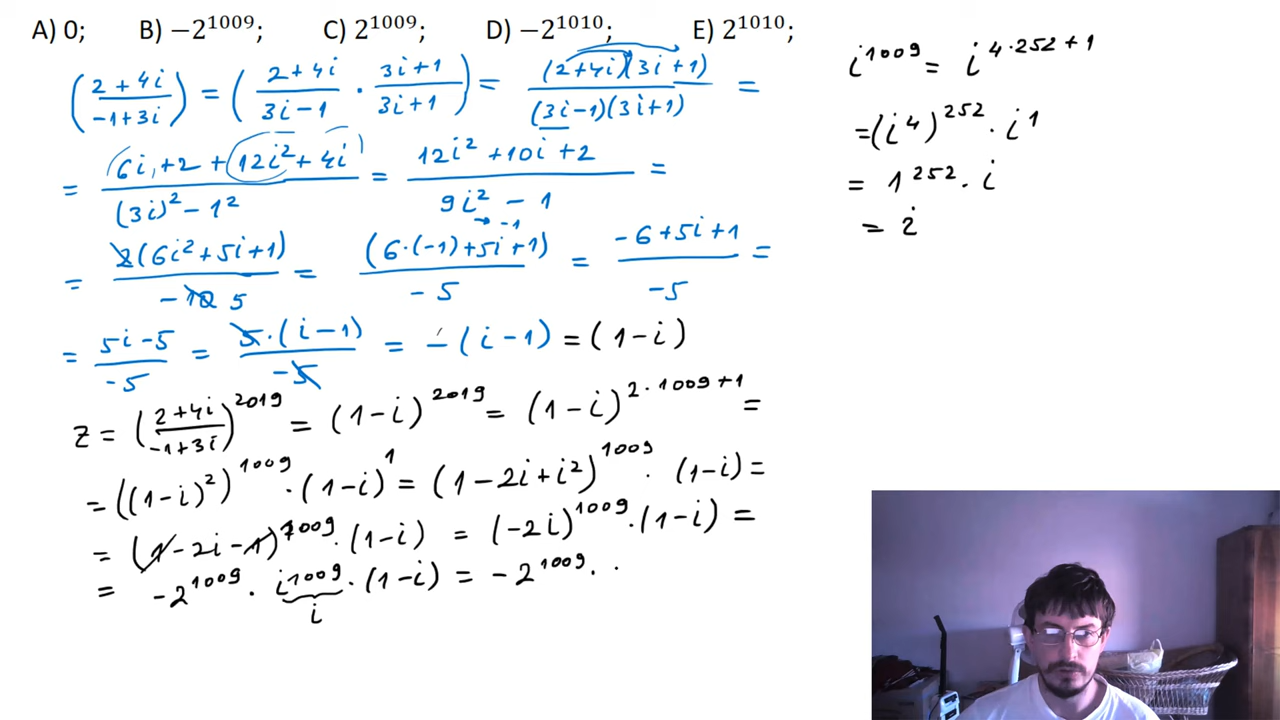 A) 0; B) −2^1009; C) 2^1009; D) −2^1010; E) 2^1010;
((2+4i)/(-1+3i)) = ((2+4i)/(3i-1) · (3i+1)/(3i+1)) = ((2+4i)(3i+1))/((3i-1)(3i+1)) =
= (6i+2+12i²+4i)/((3i)²-1²) = (12i²+10i+2)/(9i²-1) =
→ -1
= 2(6i²+5i+1)/(-10 5) = (6·(-1)+5i+1)/(-5) = (-6+5i+1)/(-5) =
= (5i-5)/(-5) = (5·(i-1))/(-5) = -(i-1) = (1-i)
z = ((2+4i)/(-1+3i))^2019 = (1-i)^2019 = (1-i)^(2·1009+1) =
= ((1-i)²)^1009 · (1-i)^1 = (1-2i+i²)^1009 · (1-i) =
= (1-2i-1)^1009 · (1-i) = (-2i)^1009 · (1-i) =
= -2^1009 · i^1009 · (1-i) = -2^1009 · ·
i
i^1009 = i^(4·252+1)
=(i^4)^252 · i^1
= 1^252 · i
= i